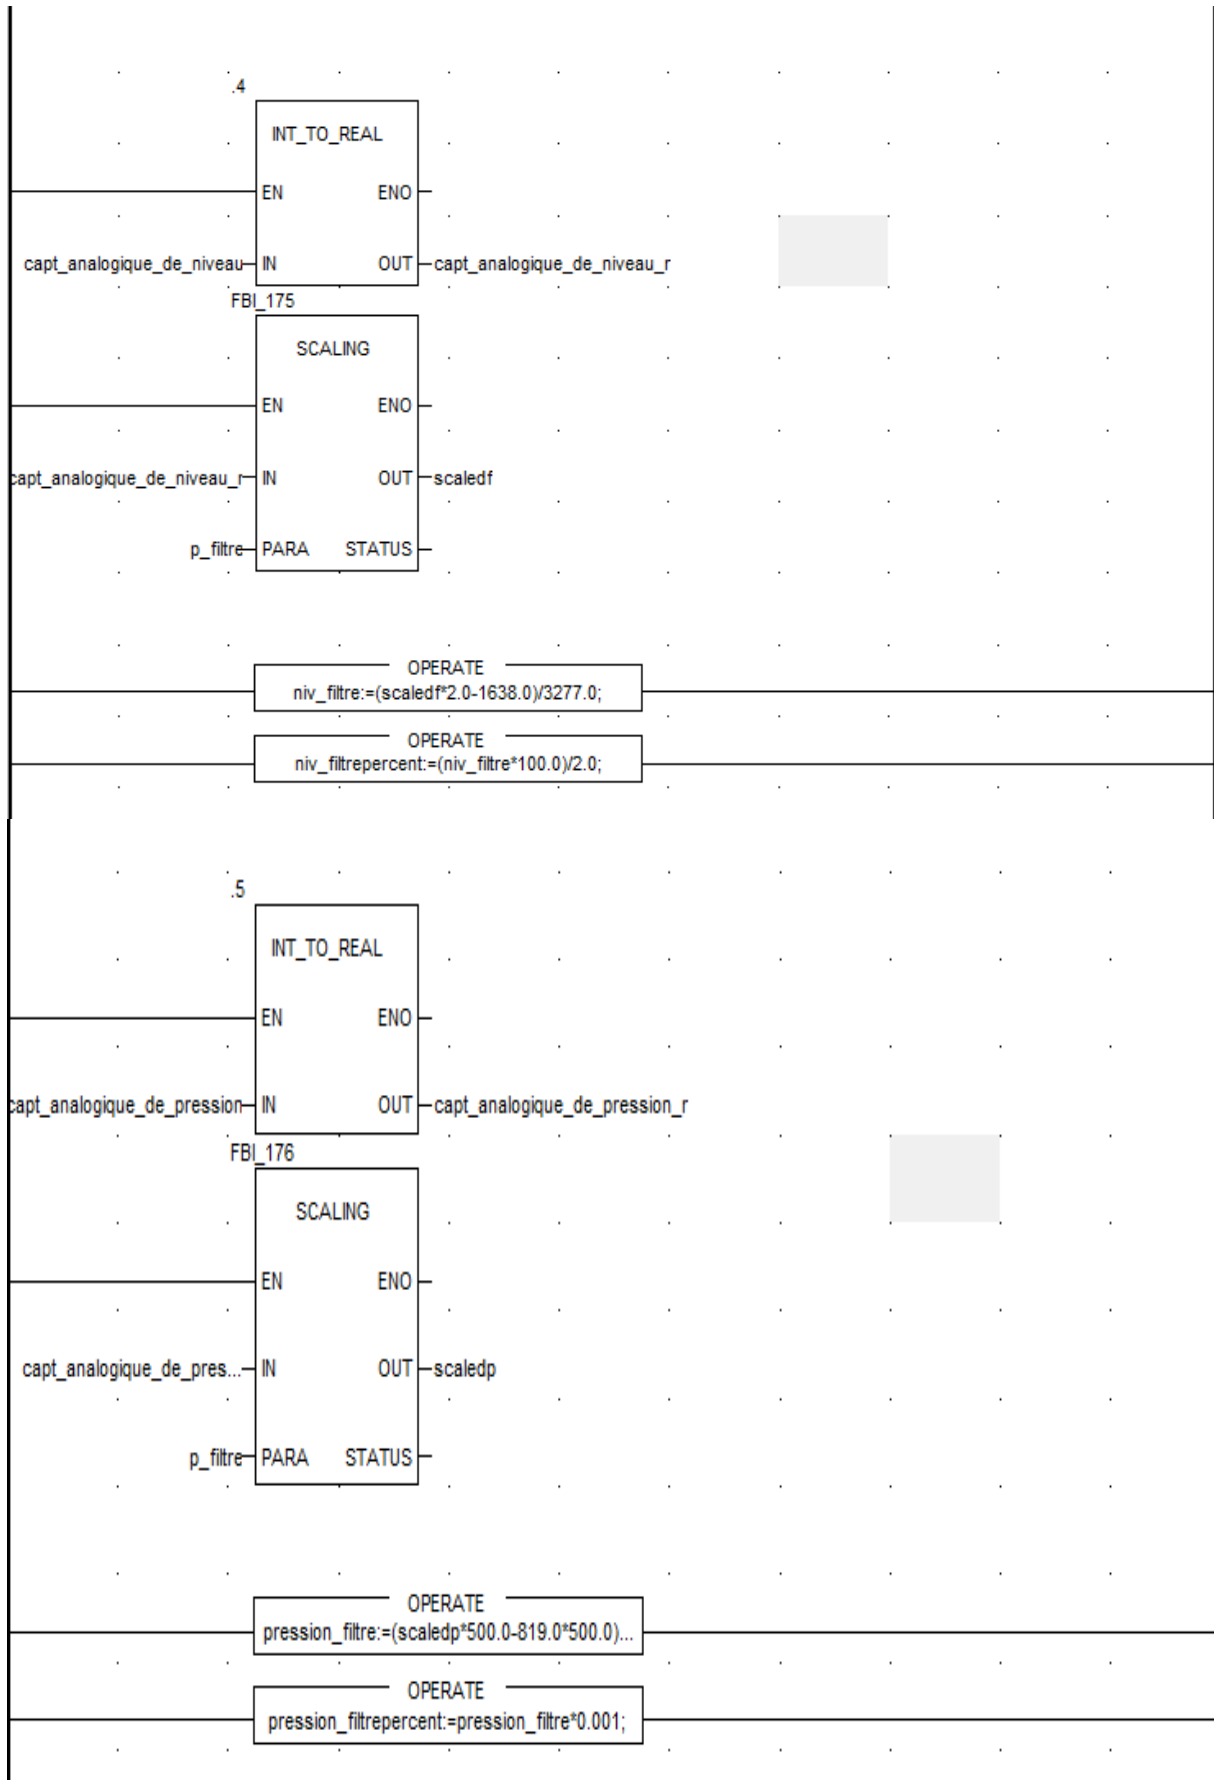 .4
INT_TO_REAL
EN ENO
capt_analogique_de_niveau IN OUT capt_analogique_de_niveau_r
FBI_175
SCALING
EN ENO
capt_analogique_de_niveau_r IN OUT scaledf
p_filtre PARA STATUS
OPERATE
niv_filtre:=(scaledf*2.0-1638.0)/3277.0;
OPERATE
niv_filtrepercent:=(niv_filtre*100.0)/2.0;
.5
INT_TO_REAL
EN ENO
capt_analogique_de_pression IN OUT capt_analogique_de_pression_r
FBI_176
SCALING
EN ENO
capt_analogique_de_pres... IN OUT scaledp
p_filtre PARA STATUS
OPERATE
pression_filtre:=(scaledp*500.0-819.0*500.0)...
OPERATE
pression_filtrepercent:=pression_filtre*0.001;